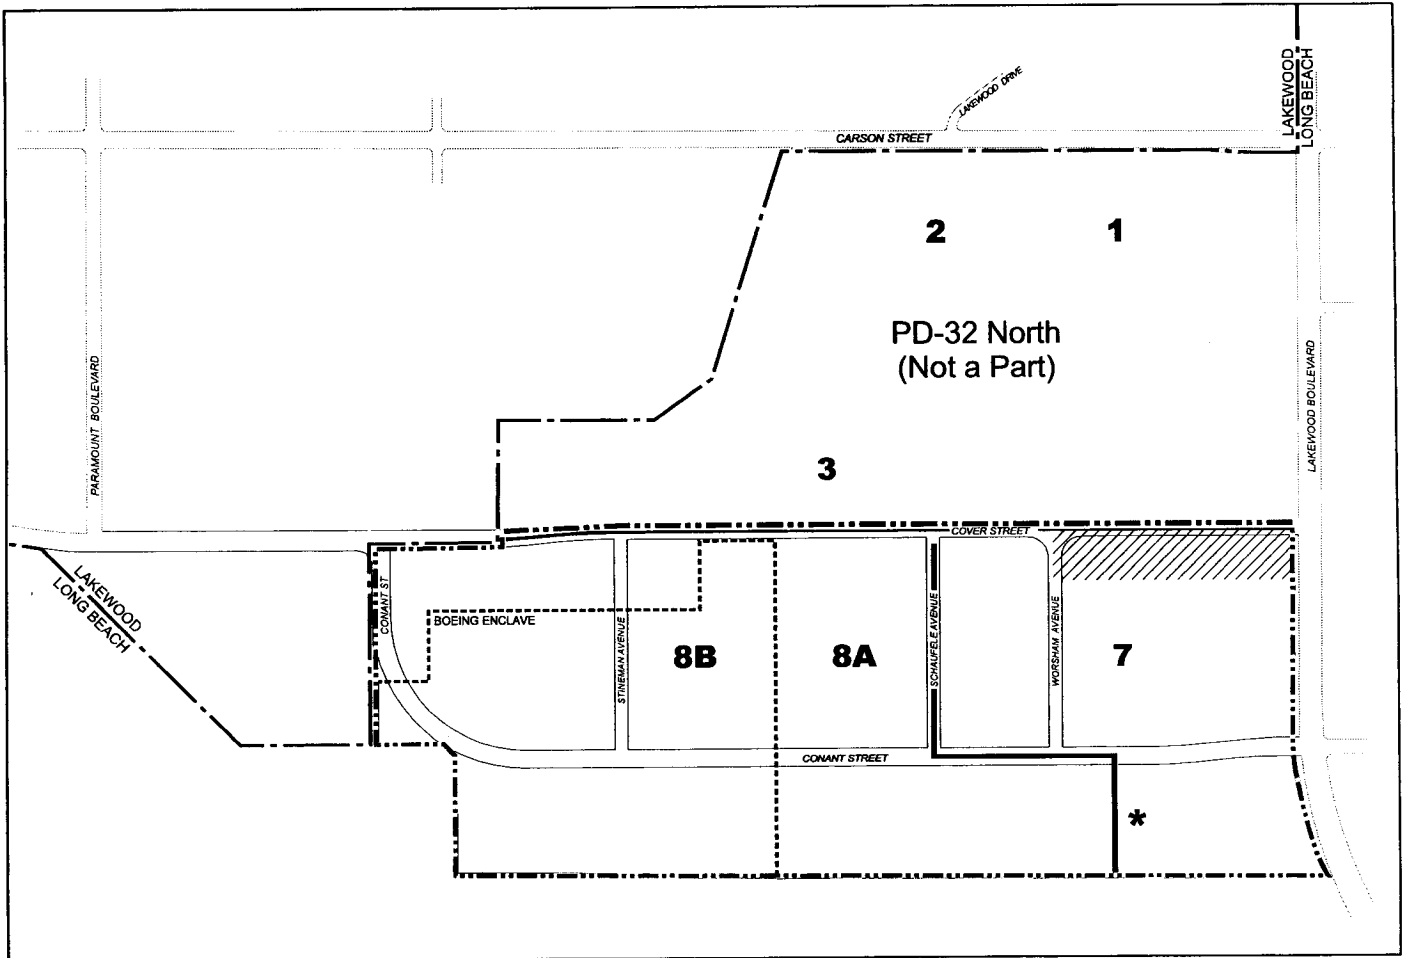 LAKEWOOD
LONG BEACH
LAKEWOOD DRIVE
CARSON STREET
2
1
PD-32 North
(Not a Part)
PARAMOUNT BOULEVARD
LAKEWOOD BOULEVARD
3
COVER STREET
LAKEWOOD
LONG BEACH
CONANT ST
BOEING ENCLAVE
STINEMAN AVENUE
8B
8A
SCHAUFELE AVENUE
WORSHAM AVENUE
7
CONANT STREET
*